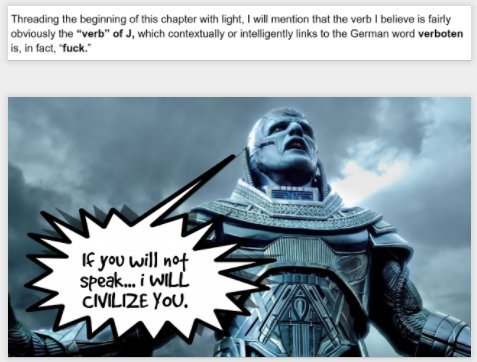 Threading the beginning of this chapter with light, I will mention that the verb I believe is fairly
obviously the “verb” of J, which contextually or intelligently links to the German word verboten
is, in fact, “fuck.”
If you will not
speak... i WILL
CIVILIZE YOU.